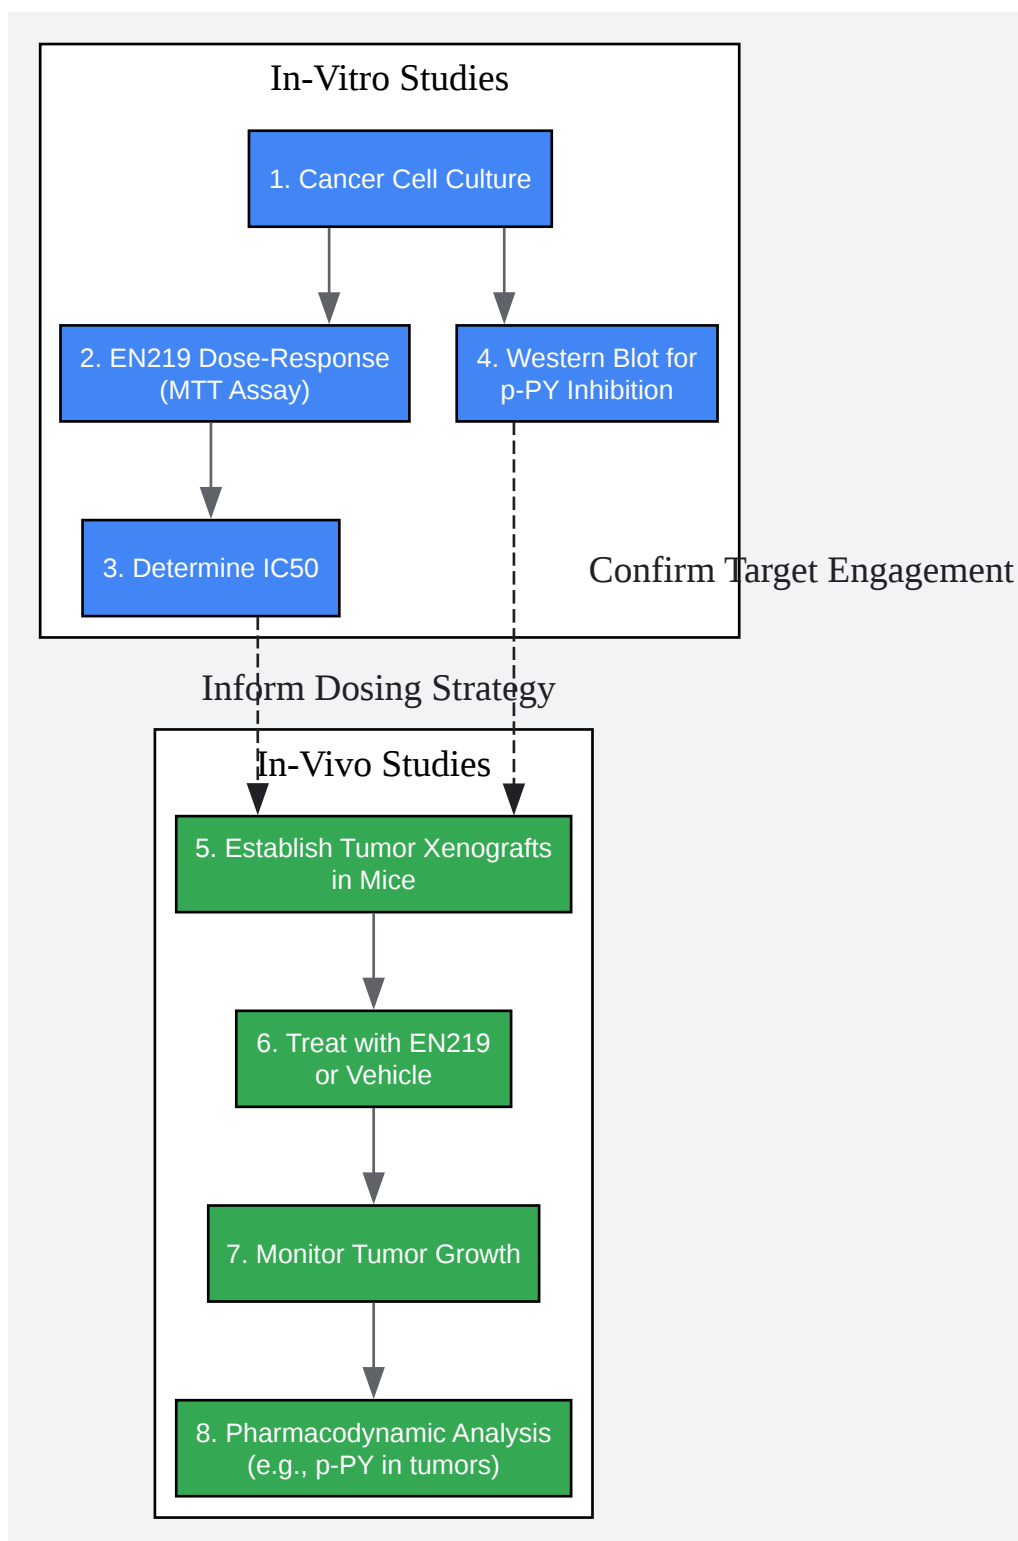 In-Vitro Studies
1. Cancer Cell Culture
2. EN219 Dose-Response
(MTT Assay)
4. Western Blot for
p-PY Inhibition
3. Determine IC50
Confirm Target Engagement
Inform Dosing Strategy
In-Vivo Studies
5. Establish Tumor Xenografts
in Mice
6. Treat with EN219
or Vehicle
7. Monitor Tumor Growth
8. Pharmacodynamic Analysis
(e.g., p-PY in tumors)